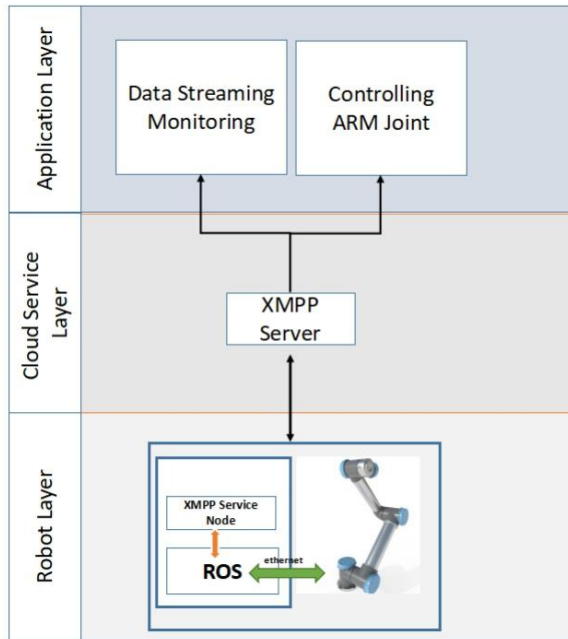 Application Layer
Data Streaming
Monitoring
Controlling
ARM Joint
Cloud Service
Layer
XMPP
Server
Robot Layer
XMPP Service
Node
ROS
ethernet